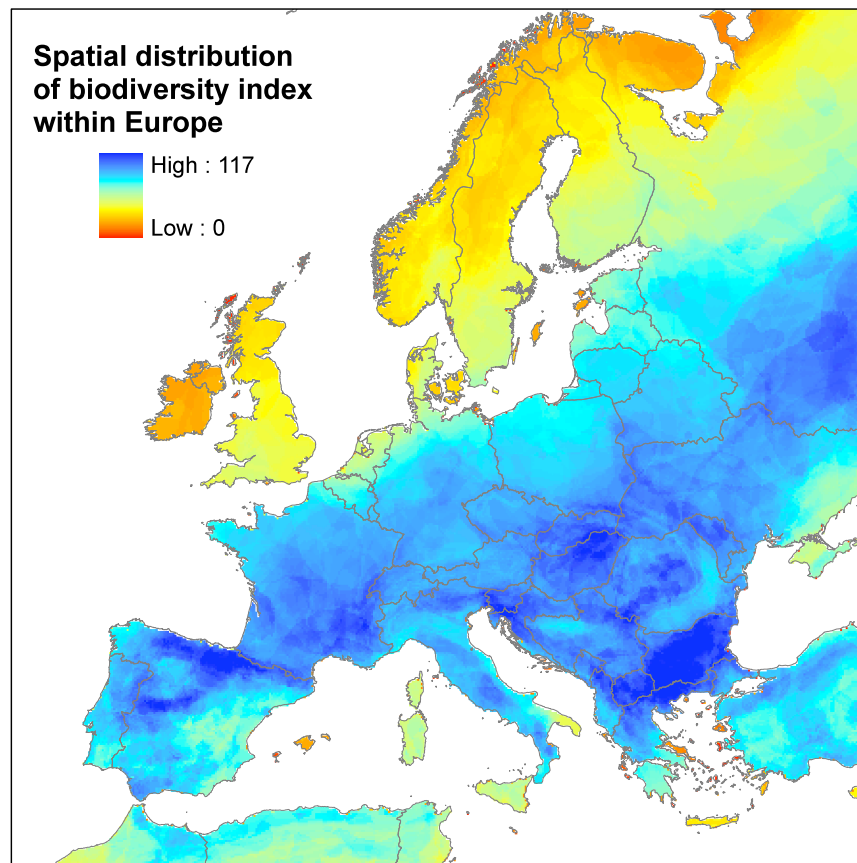 Spatial distribution
of biodiversity index
within Europe
High : 117
Low : 0